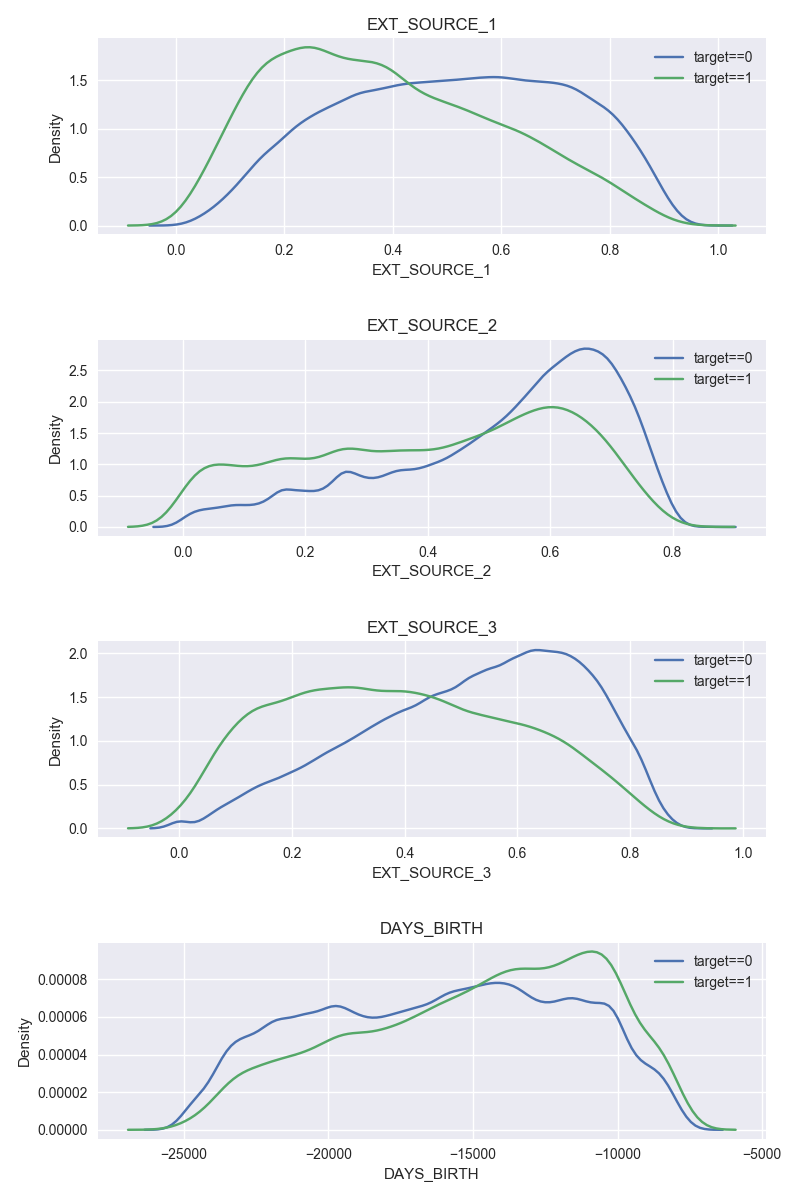 EXT_SOURCE_1
target==0
target==1
Density
1.5
1.0
0.5
0.0
0.0 0.2 0.4 0.6 0.8 1.0
EXT_SOURCE_1
EXT_SOURCE_2
target==0
target==1
Density
2.5
2.0
1.5
1.0
0.5
0.0
0.0 0.2 0.4 0.6 0.8
EXT_SOURCE_2
EXT_SOURCE_3
target==0
target==1
Density
2.0
1.5
1.0
0.5
0.0
0.0 0.2 0.4 0.6 0.8 1.0
EXT_SOURCE_3
DAYS_BIRTH
target==0
target==1
Density
0.00008
0.00006
0.00004
0.00002
0.00000
−25000 −20000 −15000 −10000 −5000
DAYS_BIRTH